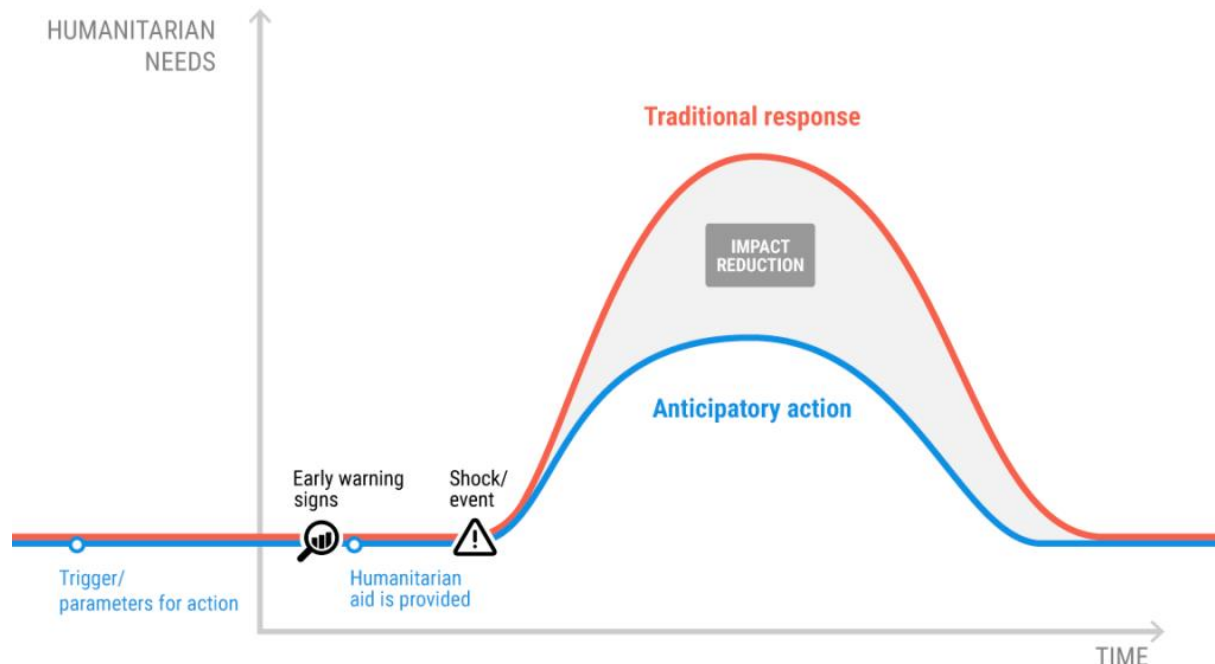 HUMANITARIAN
NEEDS
Traditional response
IMPACT
REDUCTION
Anticipatory action
Early warning
signs
Shock/
event
Trigger/
parameters for action
Humanitarian
aid is provided
TIME